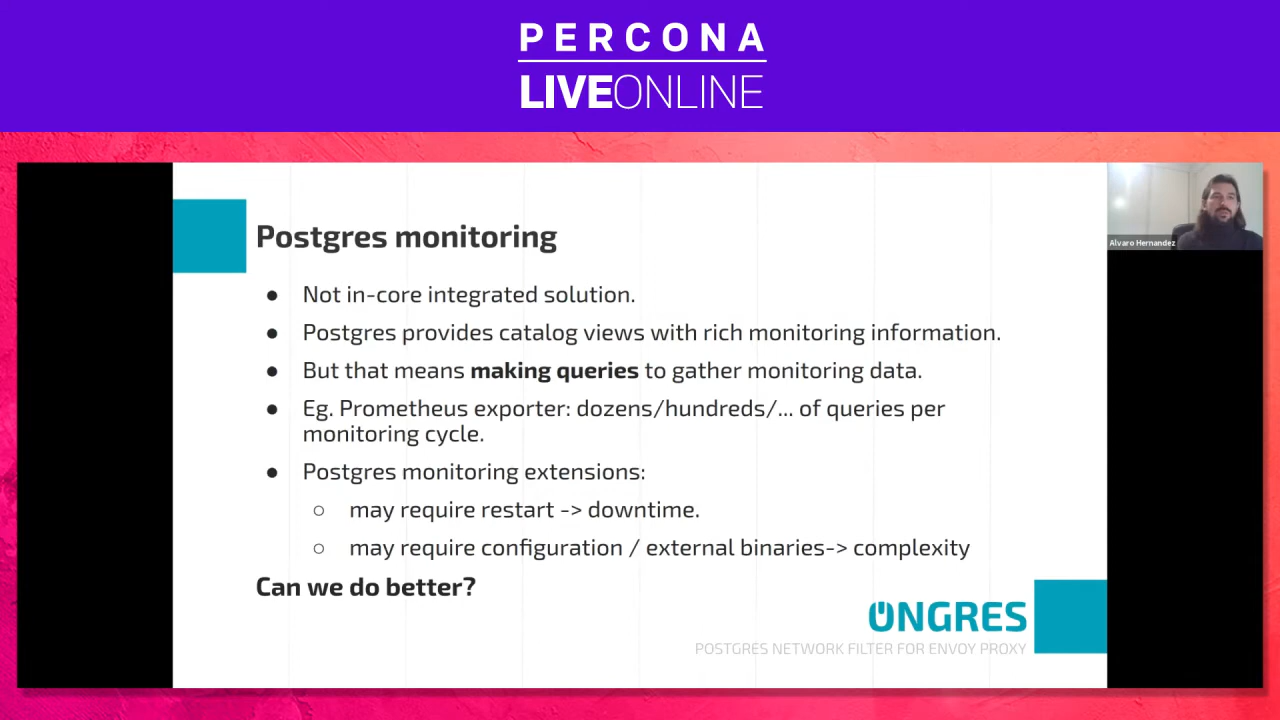 PERCONA
LIVEONLINE
Postgres monitoring
● Not in-core integrated solution.
● Postgres provides catalog views with rich monitoring information.
● But that means making queries to gather monitoring data.
● Eg. Prometheus exporter: dozens/hundreds/... of queries per
monitoring cycle.
● Postgres monitoring extensions:
○ may require restart -> downtime.
○ may require configuration / external binaries-> complexity
Can we do better?
ONGRES
POSTGRES NETWORK FILTER FOR ENVOY PROXY
Alvaro Hernandez